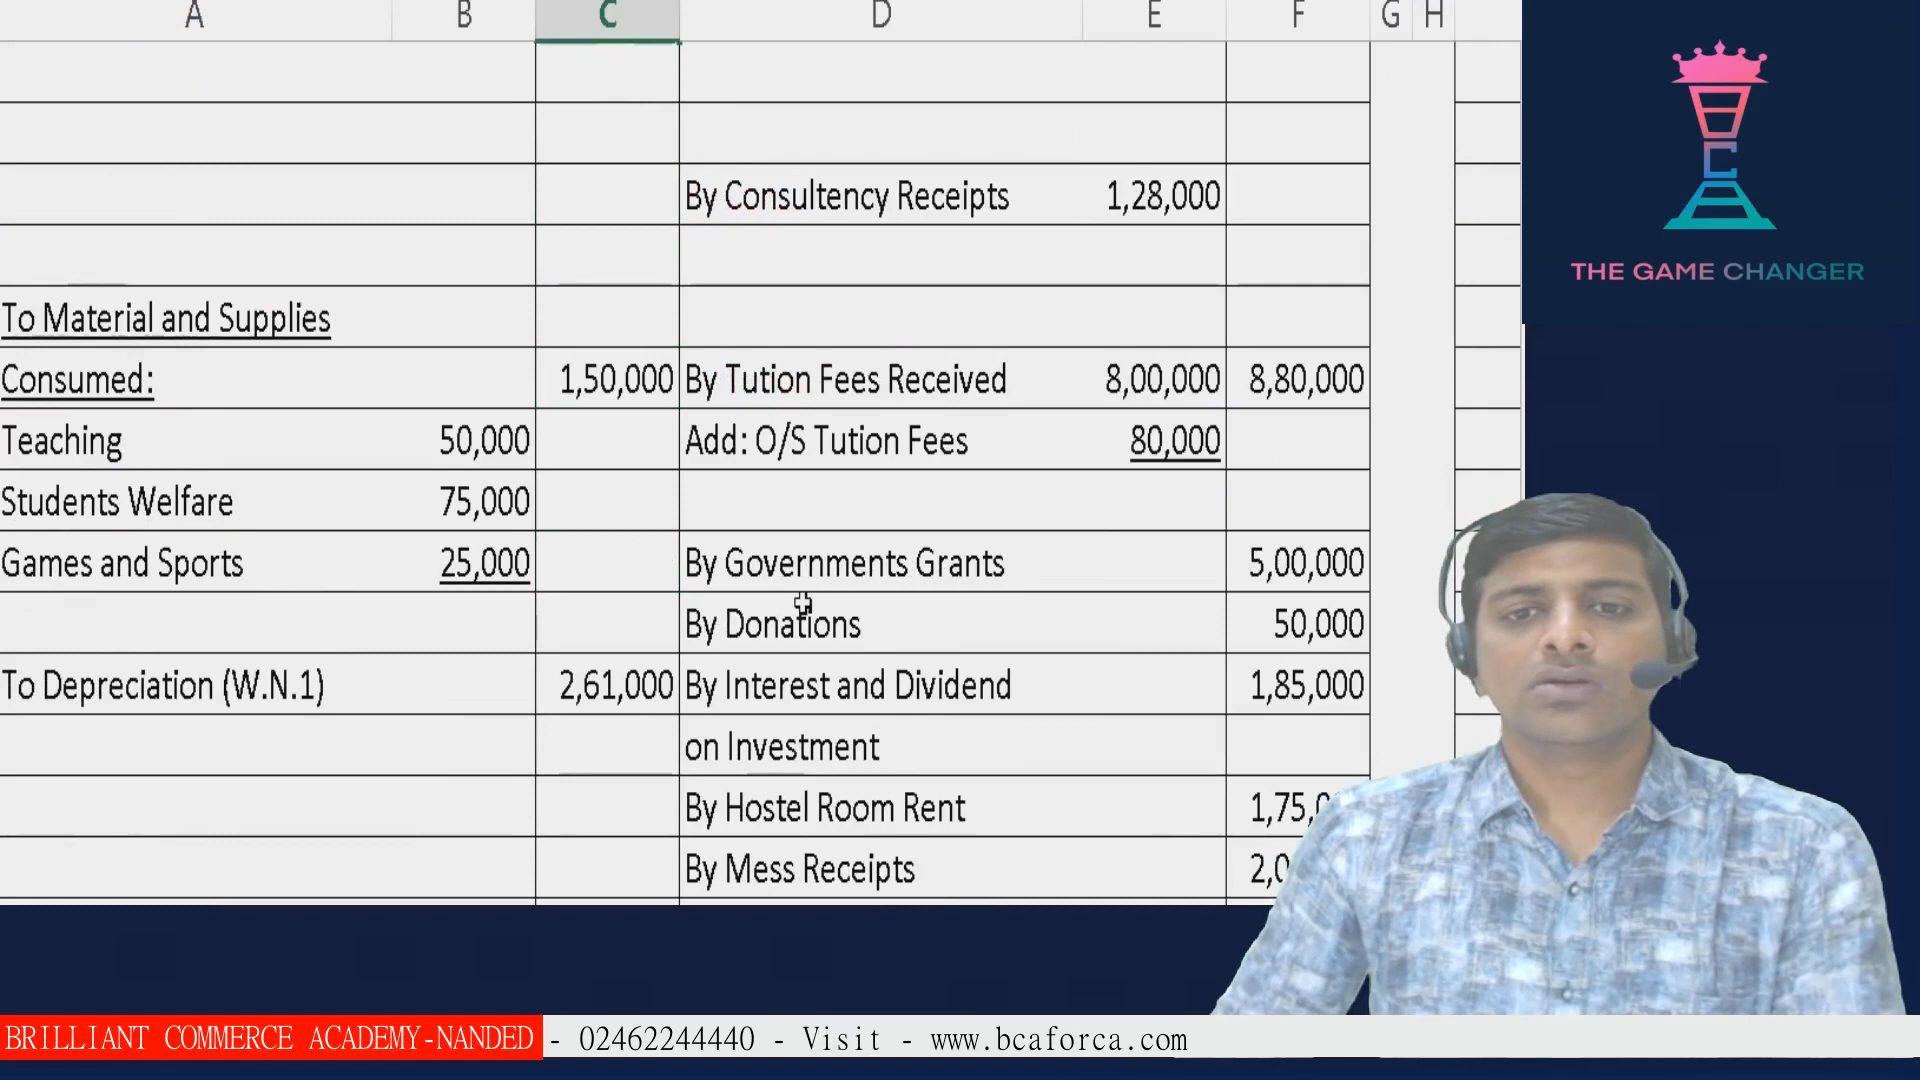 A B C D E F G H
By Consultency Receipts 1,28,000
To Material and Supplies
Consumed: 1,50,000 By Tution Fees Received 8,00,000 8,80,000
Teaching 50,000 Add: O/S Tution Fees 80,000
Students Welfare 75,000
Games and Sports 25,000 By Governments Grants 5,00,000
By Donations 50,000
To Depreciation (W.N.1) 2,61,000 By Interest and Dividend 1,85,000
on Investment
By Hostel Room Rent
By Mess Receipts
THE GAME CHANGER
BRILLIANT COMMERCE ACADEMY-NANDED - 02462244440 - Visit - www.bcaforca.com